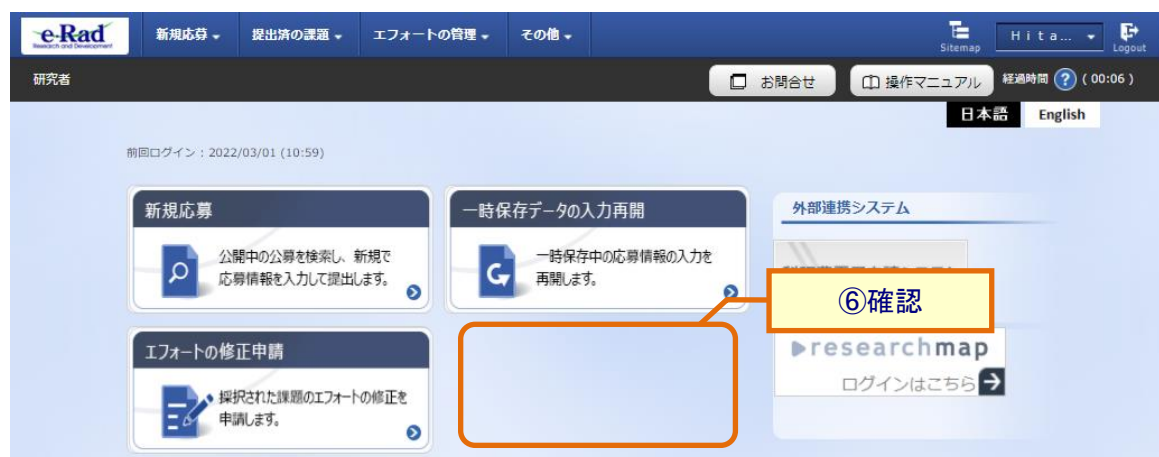 e-Rad
Research and Development
新規応募
提出済の課題
エフォートの管理
その他
Sitemap
Hita...
Logout
研究者
お問合せ
操作マニュアル
経過時間 ? ( 00:06 )
日本語
English
前回ログイン : 2022/03/01 (10:59)
新規応募
公開中の公募を検索し、新規で
応募情報を入力して提出します。
一時保存データの入力再開
一時保存中の応募情報の入力を
再開します。
外部連携システム
⑥確認
エフォートの修正申請
採択された課題のエフォートの修正を
申請します。
researchmap
ログインはこちら